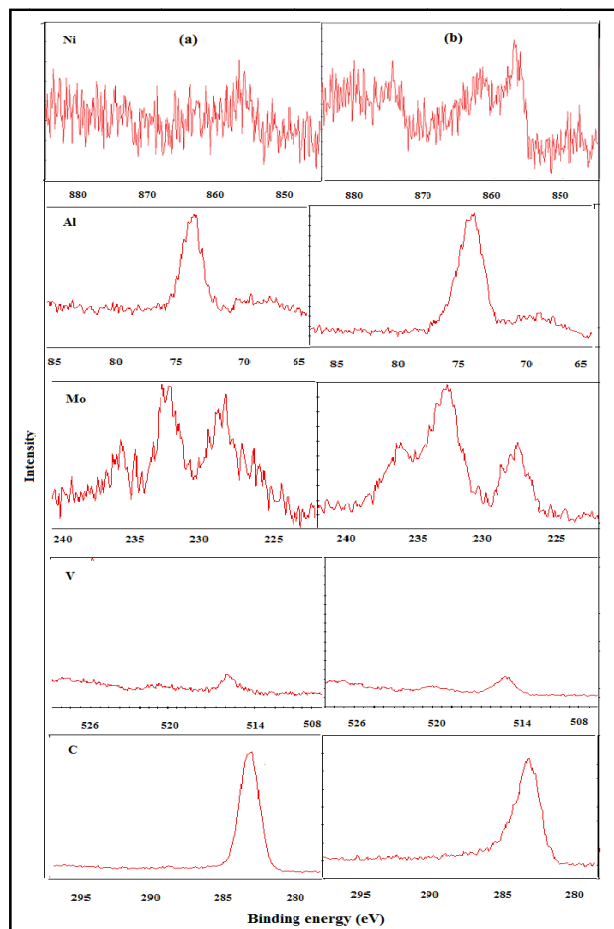 Ni (a) (b)
880 870 860 850 880 870 860 850
Al
85 80 75 70 65 85 80 75 70 65
Mo
240 235 230 225 240 235 230 225
Intensity
V
526 520 514 508 526 520 514 508
C
295 290 285 280 295 290 285 280
Binding energy (eV)